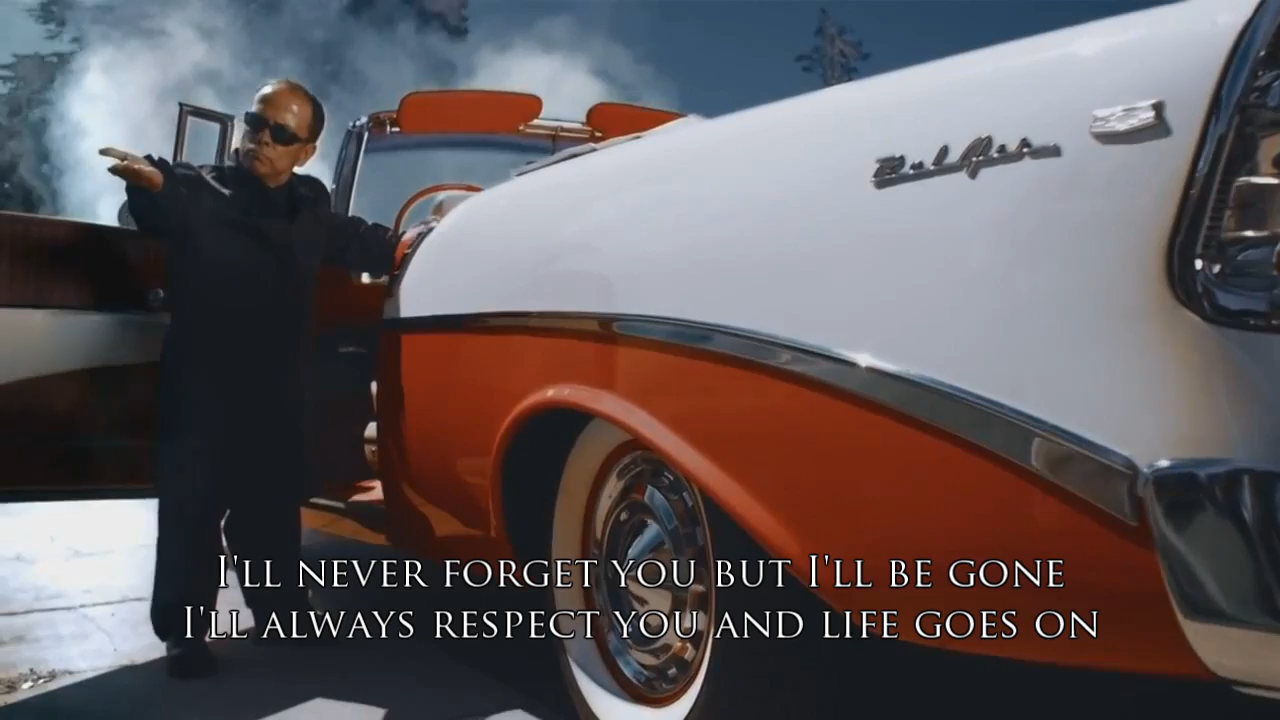 Bel Air
I'LL NEVER FORGET YOU BUT I'LL BE GONE
I'LL ALWAYS RESPECT YOU AND LIFE GOES ON